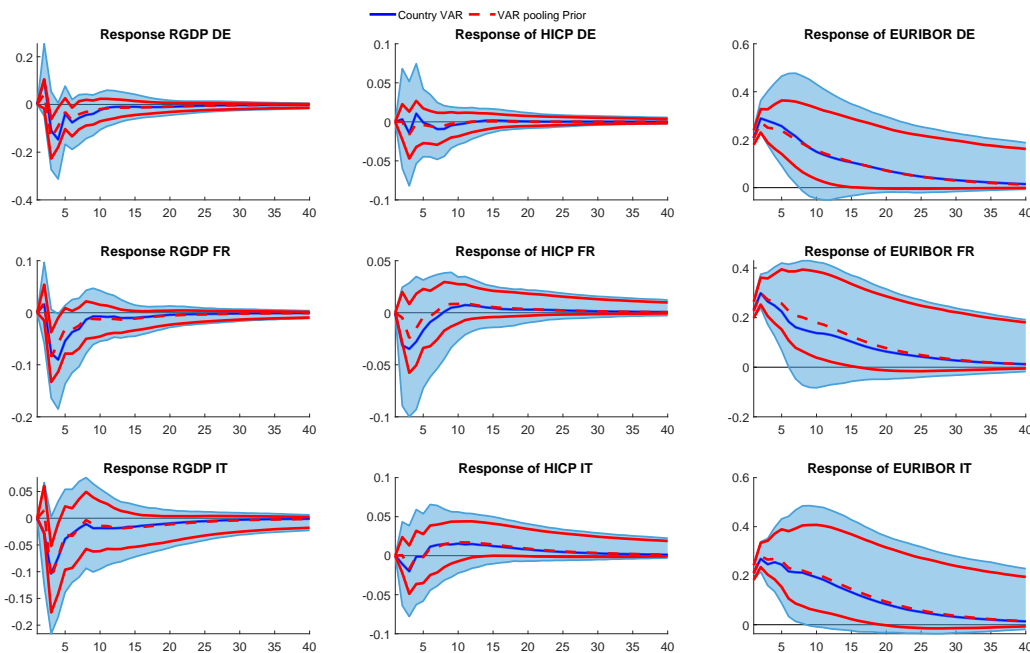 Country VAR VAR pooling Prior
Response RGDP DE
0.2
0
-0.2
-0.4
5 10 15 20 25 30 35 40
Response of HICP DE
0.1
0.05
0
-0.05
-0.1
5 10 15 20 25 30 35 40
Response of EURIBOR DE
0.6
0.4
0.2
0
5 10 15 20 25 30 35 40
Response RGDP FR
0.1
0
-0.1
-0.2
5 10 15 20 25 30 35 40
Response of HICP FR
0.05
0
-0.05
-0.1
5 10 15 20 25 30 35 40
Response of EURIBOR FR
0.4
0.2
0
-0.2
5 10 15 20 25 30 35 40
Response RGDP IT
0.05
0
-0.05
-0.1
-0.15
-0.2
5 10 15 20 25 30 35 40
Response of HICP IT
0.1
0.05
0
-0.05
-0.1
5 10 15 20 25 30 35 40
Response of EURIBOR IT
0.6
0.4
0.2
0
5 10 15 20 25 30 35 40